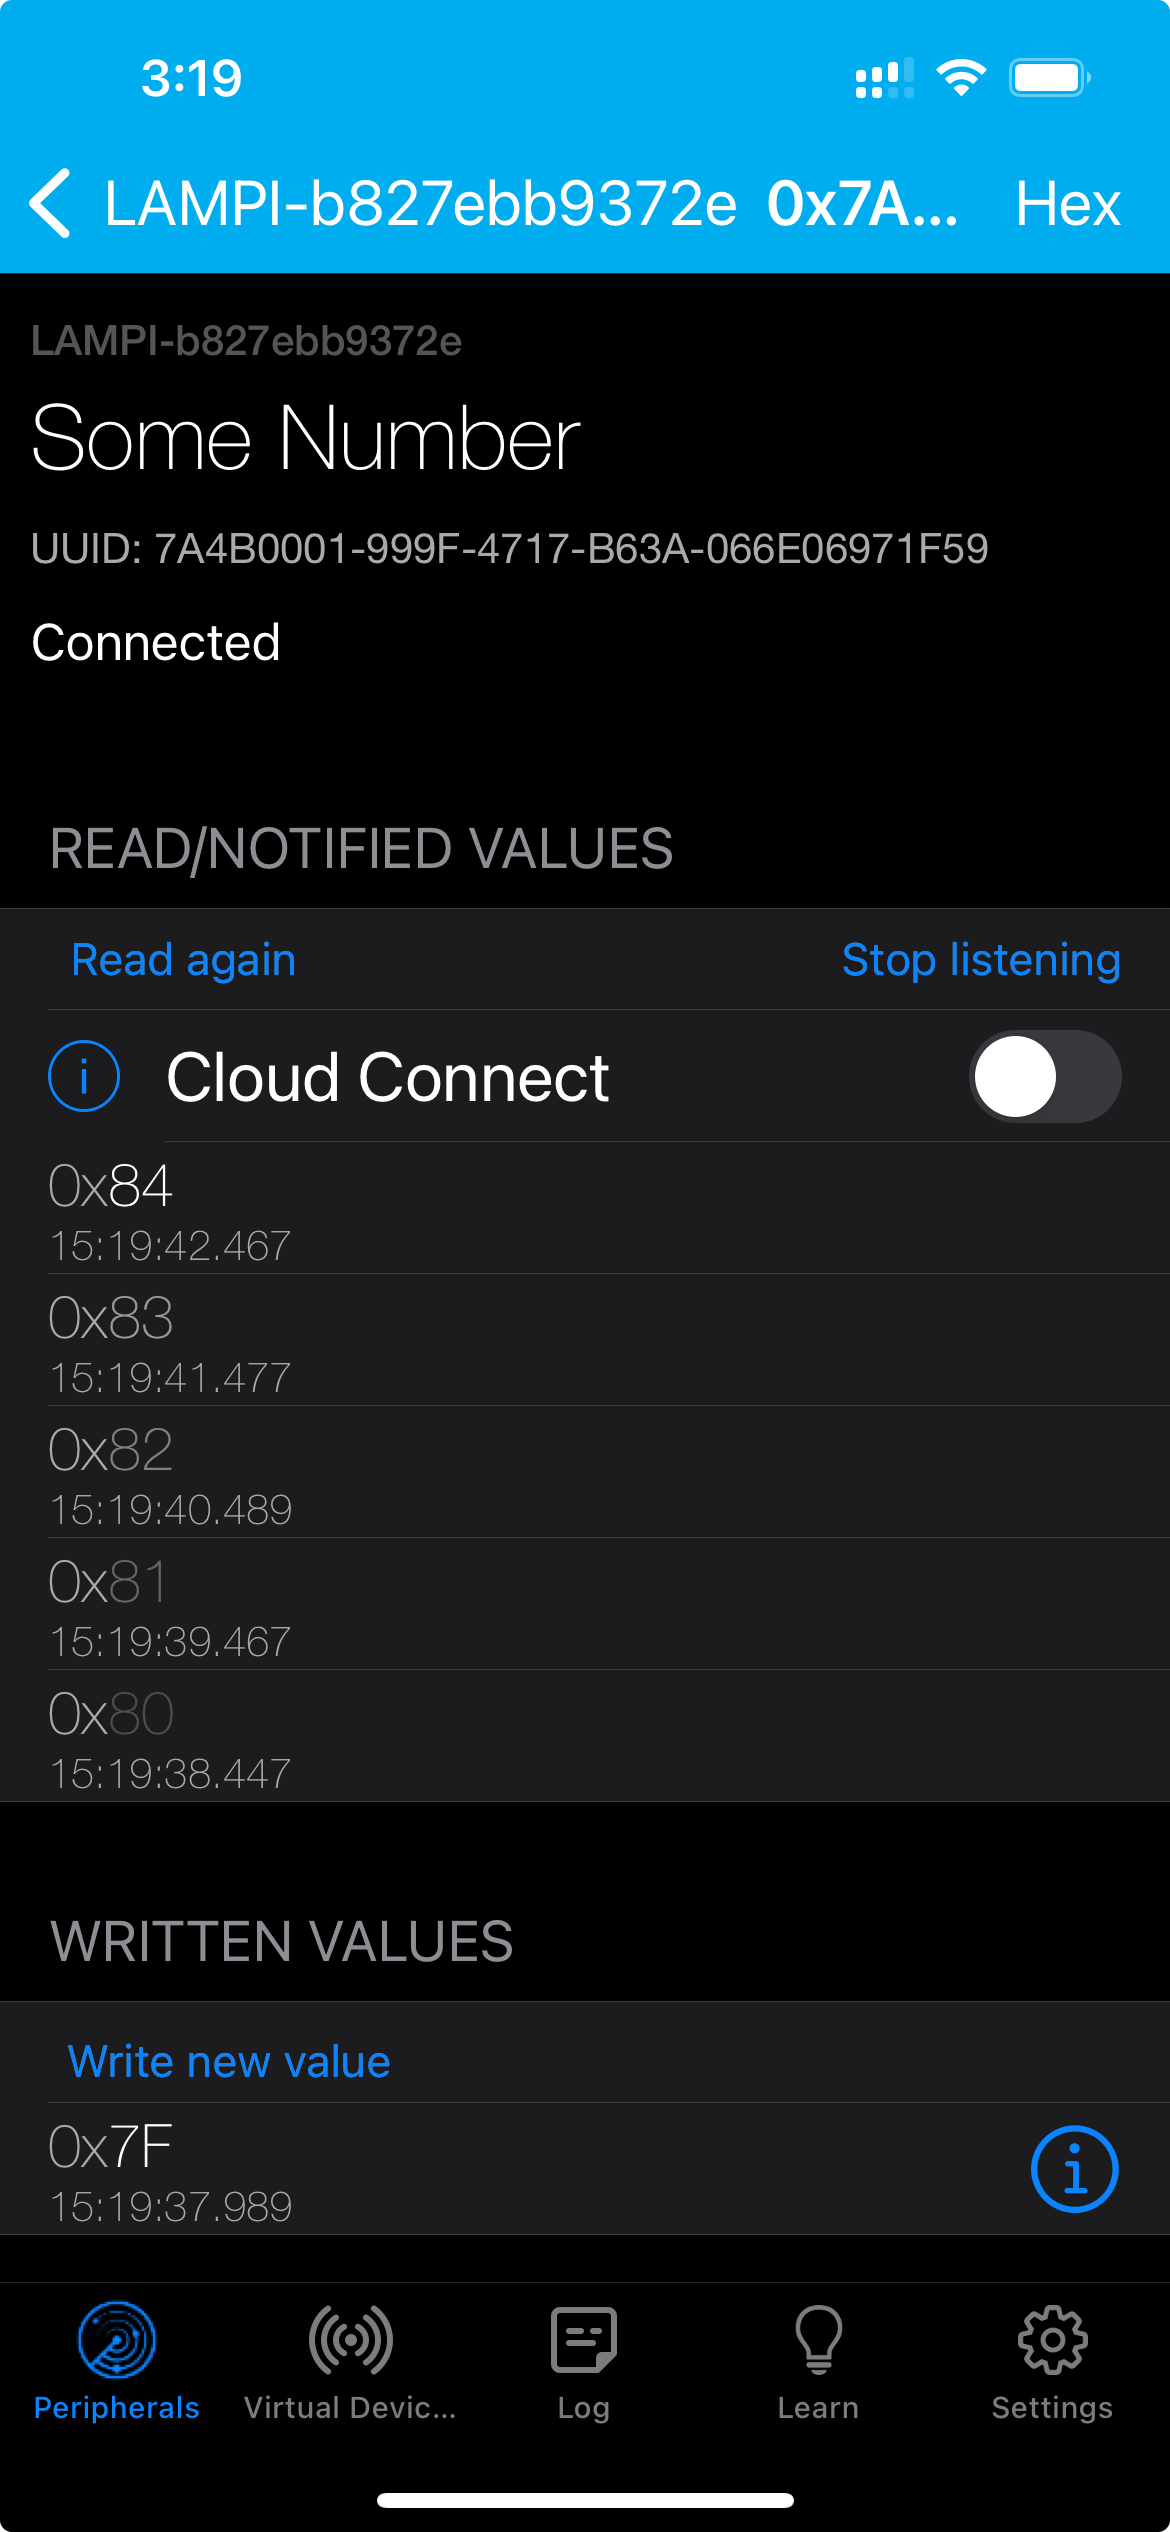 3:19
LAMPI-b827ebb9372e 0x7A... Hex
LAMPI-b827ebb9372e
Some Number
UUID: 7A4B0001-999F-4717-B63A-066E06971F59
Connected
READ/NOTIFIED VALUES
Read again Stop listening
Cloud Connect
0x84
15:19:42.467
0x83
15:19:41.477
0x82
15:19:40.489
0x81
15:19:39.467
0x80
15:19:38.447
WRITTEN VALUES
Write new value
0x7F
15:19:37.989
Peripherals Virtual Devic... Log Learn Settings